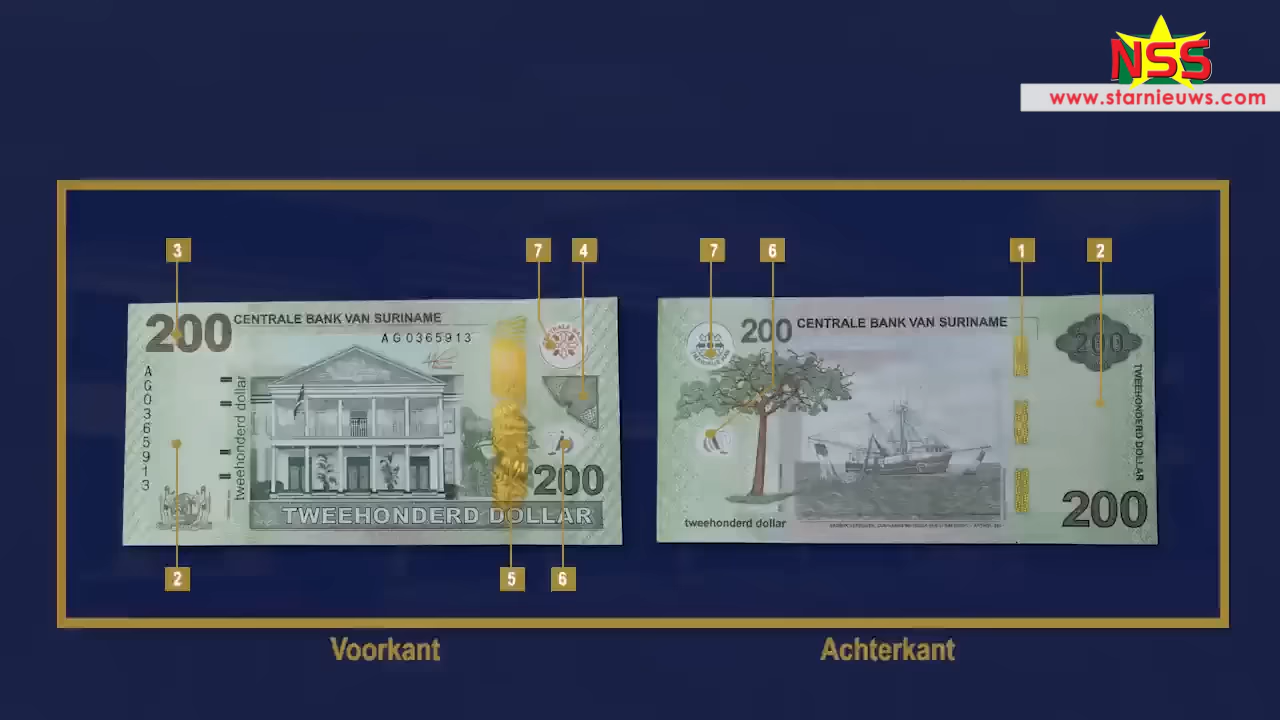 NSS
www.starnieuws.com
3
7
4
7
6
1
2
200
CENTRALE BANK VAN SURINAME
AG0365913
AG0365913
tweehonderd dollar
200
TWEEHONDERD DOLLAR
200
CENTRALE BANK VAN SURINAME
200
TWEEHONDERD DOLLAR
tweehonderd dollar
200
2
5
6
Voorkant
Achterkant